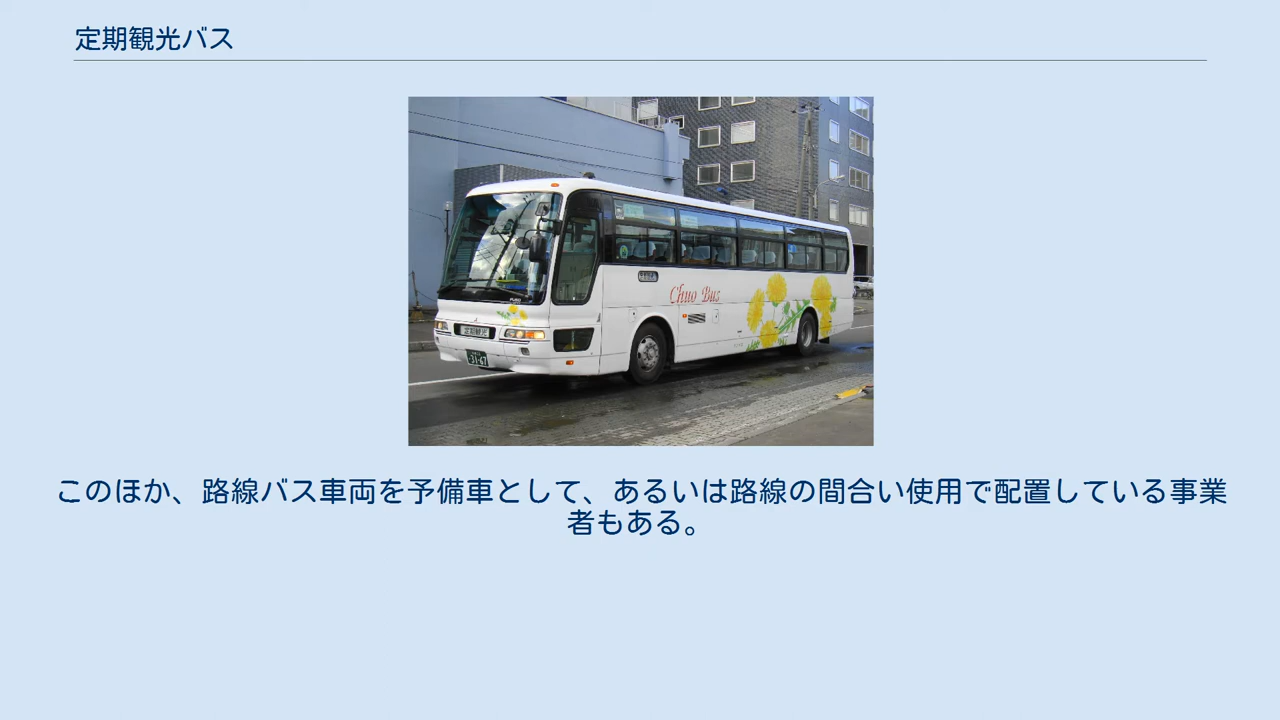 定期観光バス
Chuo Bus
定期観光
31-67
このほか、路線バス車両を予備車として、あるいは路線の間合い使用で配置している事業
者もある。